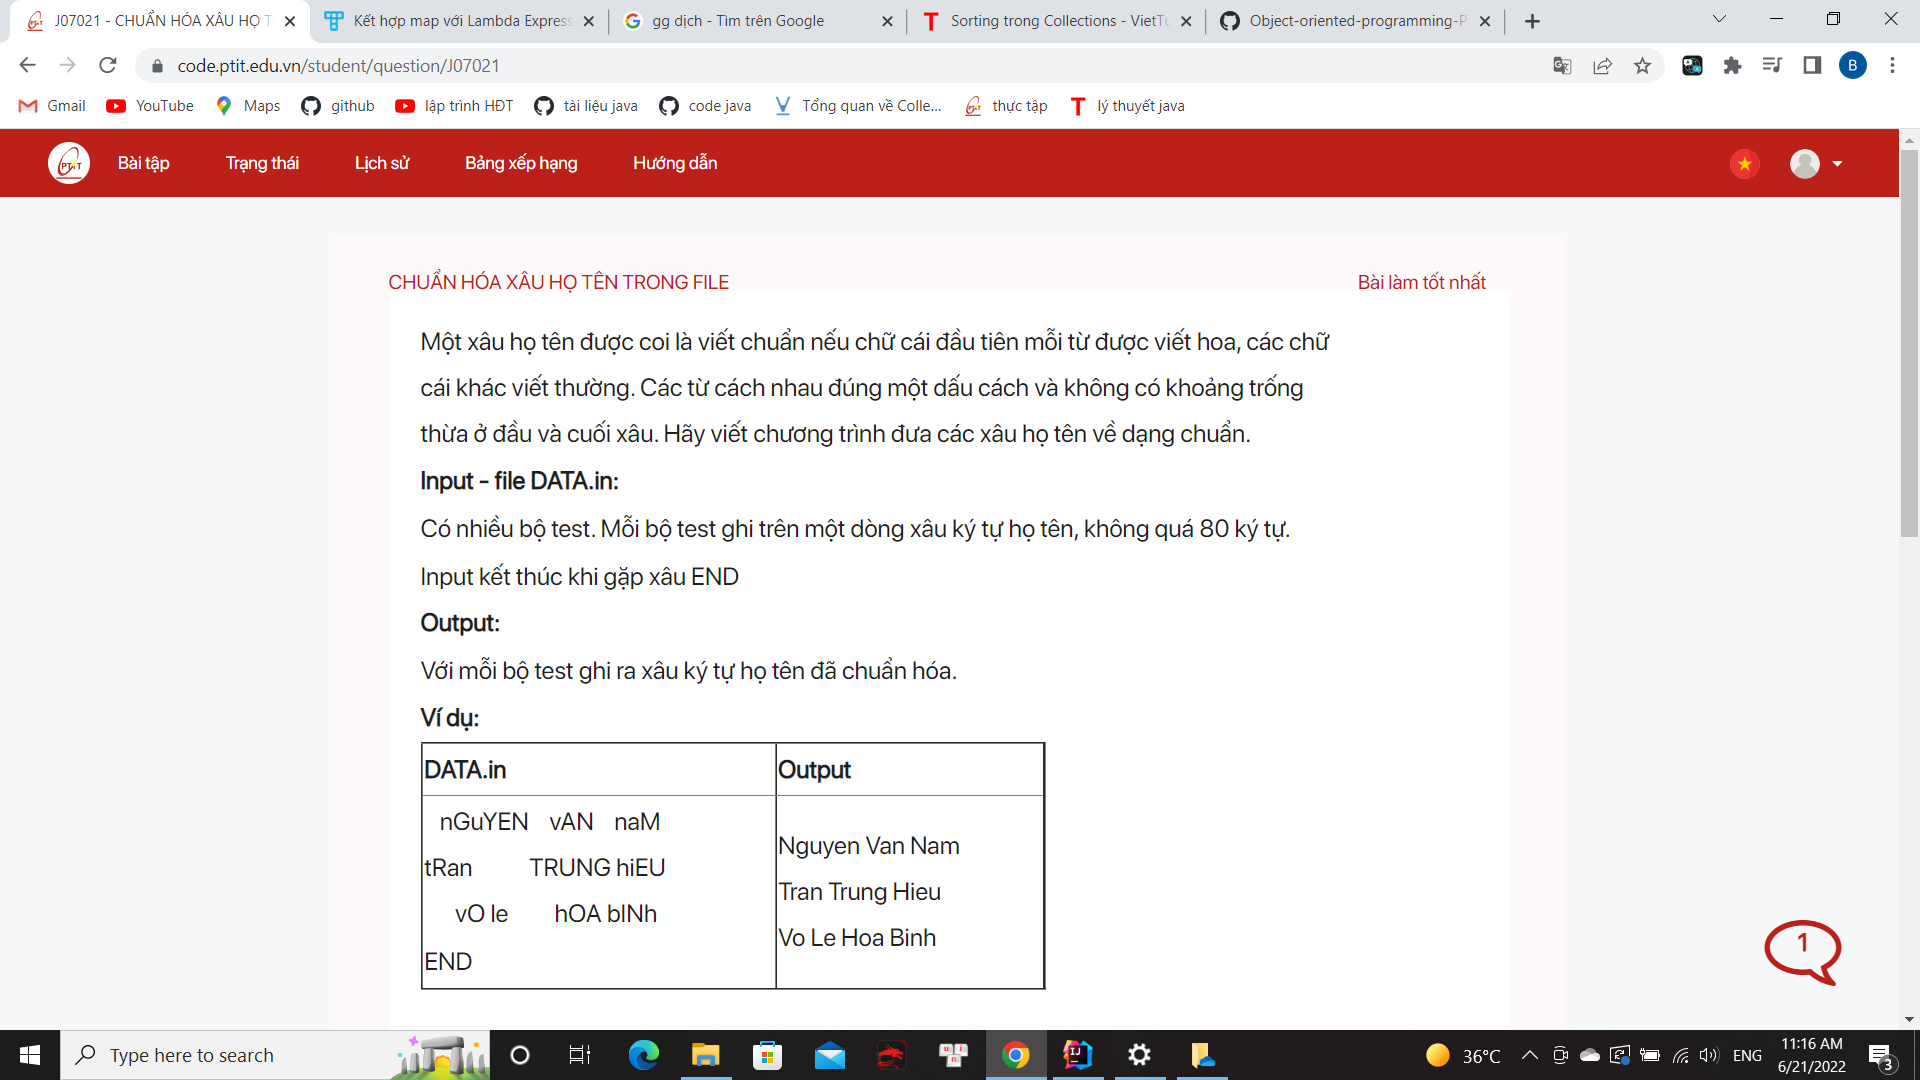 J07021 - CHUẨN HÓA XÂU HỌ T
Kết hợp map với Lambda Express
gg dịch - Tìm trên Google
Sorting trong Collections - VietTu
Object-oriented-programming-P
code.ptit.edu.vn/student/question/J07021
B
Gmail
YouTube
Maps
github
lập trình HĐT
tài liệu java
code java
Tổng quan về Colle...
thực tập
lý thuyết java
PTIT
Bài tập
Trạng thái
Lịch sử
Bảng xếp hạng
Hướng dẫn
CHUẨN HÓA XÂU HỌ TÊN TRONG FILE
Bài làm tốt nhất
Một xâu họ tên được coi là viết chuẩn nếu chữ cái đầu tiên mỗi từ được viết hoa, các chữ
cái khác viết thường. Các từ cách nhau đúng một dấu cách và không có khoảng trống
thừa ở đầu và cuối xâu. Hãy viết chương trình đưa các xâu họ tên về dạng chuẩn.
Input - file DATA.in:
Có nhiều bộ test. Mỗi bộ test ghi trên một dòng xâu ký tự họ tên, không quá 80 ký tự.
Input kết thúc khi gặp xâu END
Output:
Với mỗi bộ test ghi ra xâu ký tự họ tên đã chuẩn hóa.
Ví dụ:
DATA.in
Output
nGuYEN vAN naM
tRan TRUNG hiEU
vO le hOA bINh
END
Nguyen Van Nam
Tran Trung Hieu
Vo Le Hoa Binh
1
Type here to search
36°C
ENG
11:16 AM
6/21/2022
3